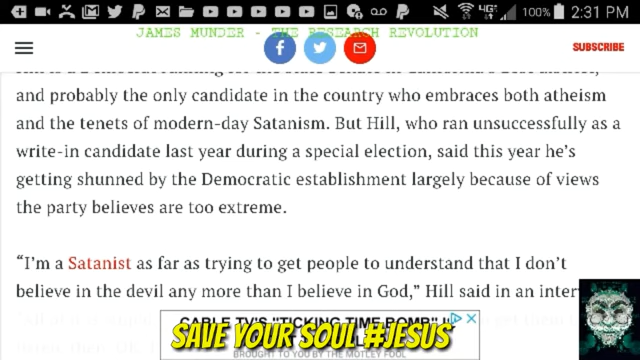 100% 2:31 PM
JAMES MUNDER - THE RESEARCH REVOLUTION
SUBSCRIBE
and probably the only candidate in the country who embraces both atheism
and the tenets of modern-day Satanism. But Hill, who ran unsuccessfully as a
write-in candidate last year during a special election, said this year he's
getting shunned by the Democratic establishment largely because of views
the party believes are too extreme.
“I'm a Satanist as far as trying to get people to understand that I don't
believe in the devil any more than I believe in God,” Hill said in an
CABLE TV'S "TICKING TIME BOMB"
SAVE YOUR SOUL #JESUS
BROUGHT TO YOU BY THE MOTLEY FOOL